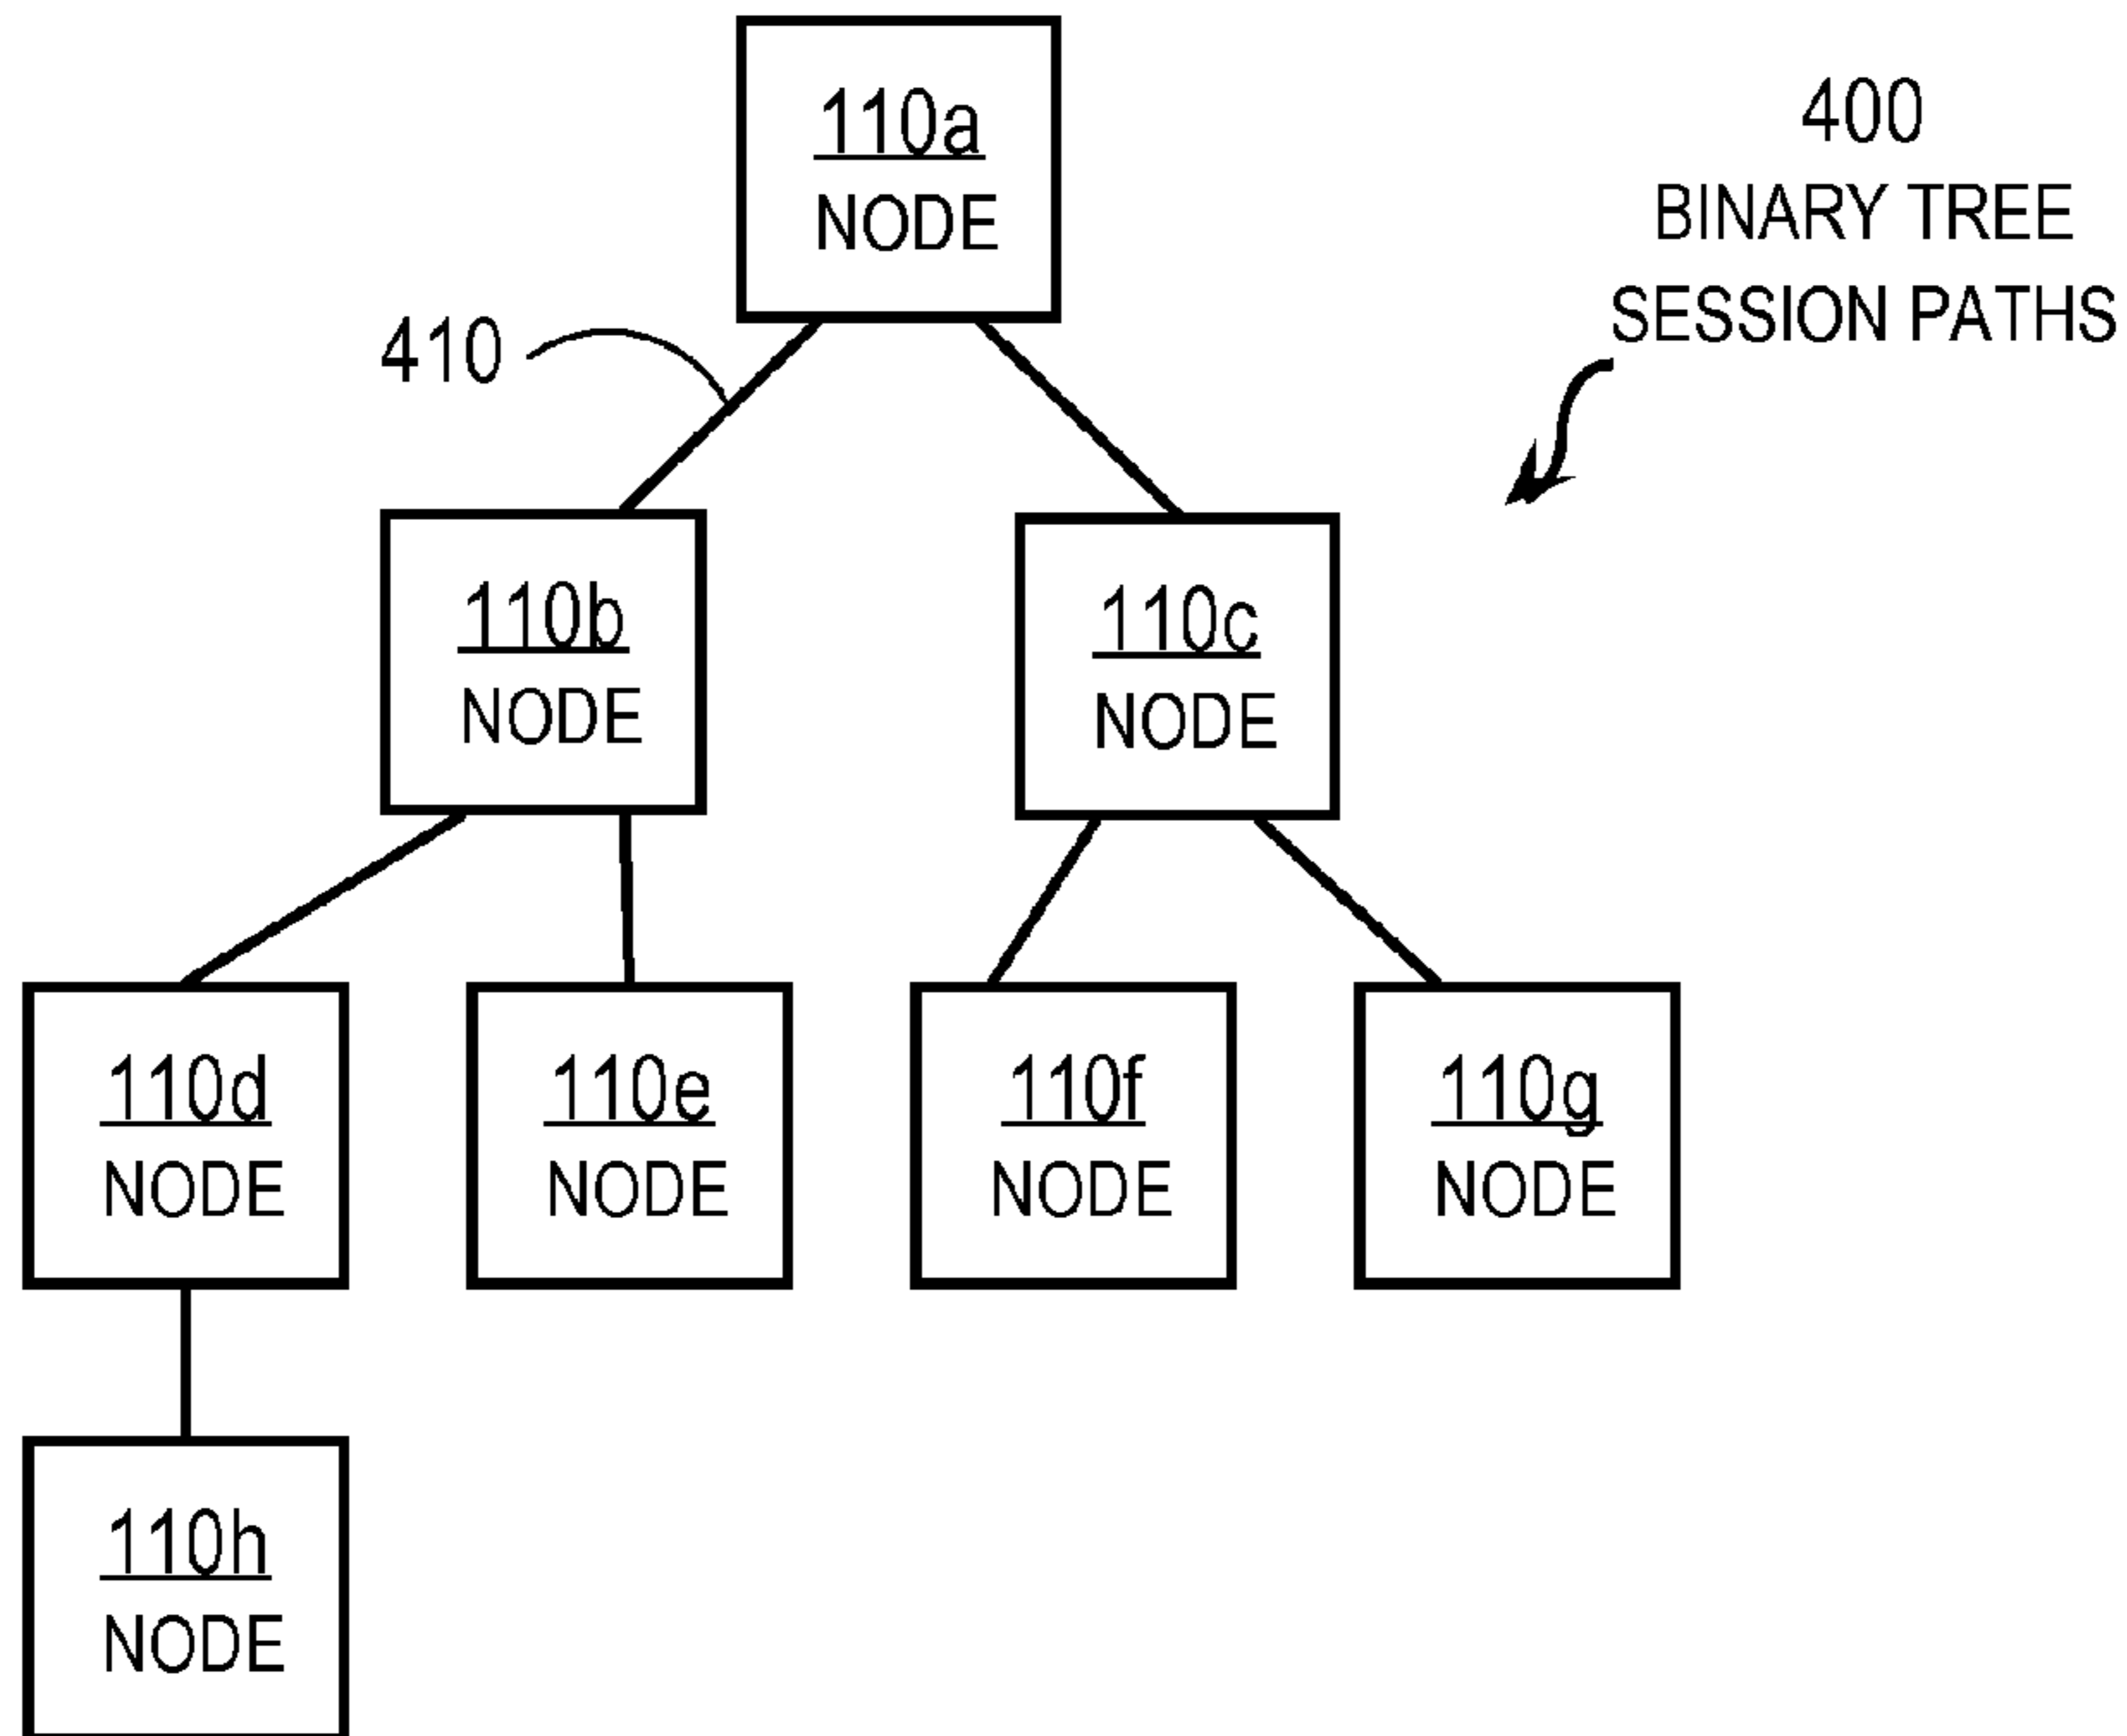 110a
NODE
400
BINARY TREE
SESSION PATHS
410
110b
NODE
110c
NODE
110d
NODE
110e
NODE
110f
NODE
110g
NODE
110h
NODE